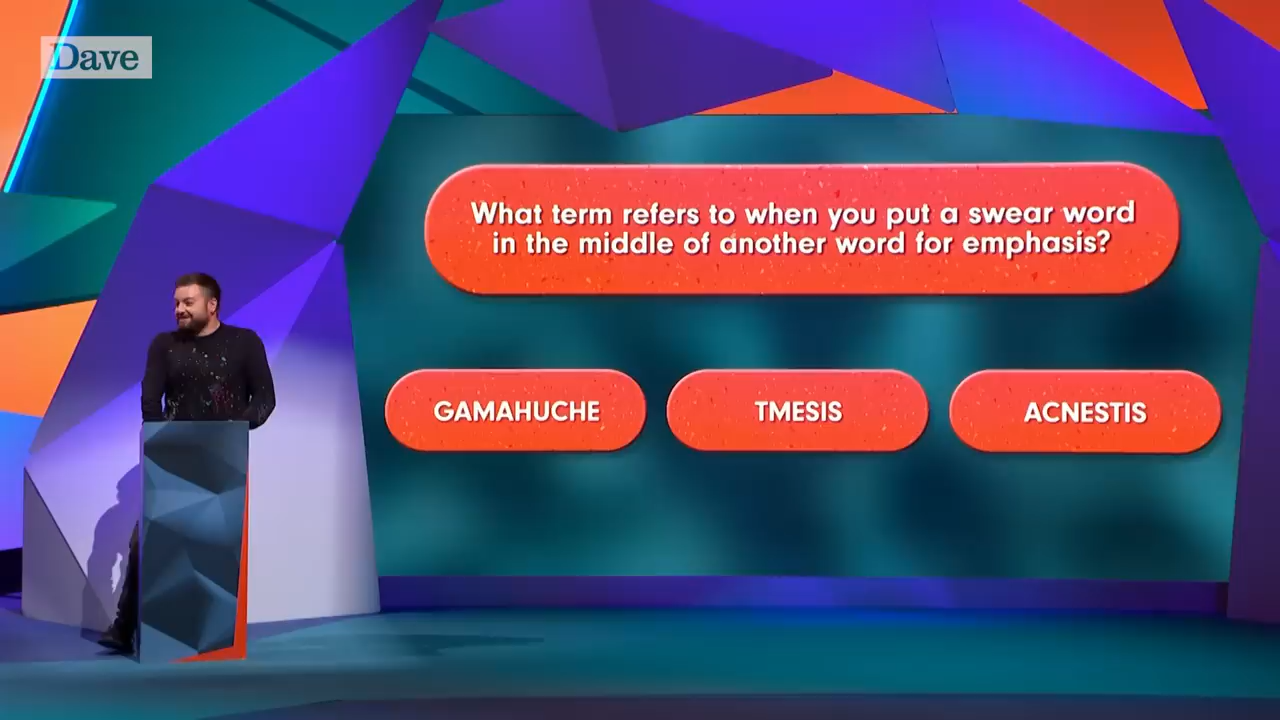 Dave
What term refers to when you put a swear word
in the middle of another word for emphasis?
GAMAHUCHE
TMESIS
ACNESTIS